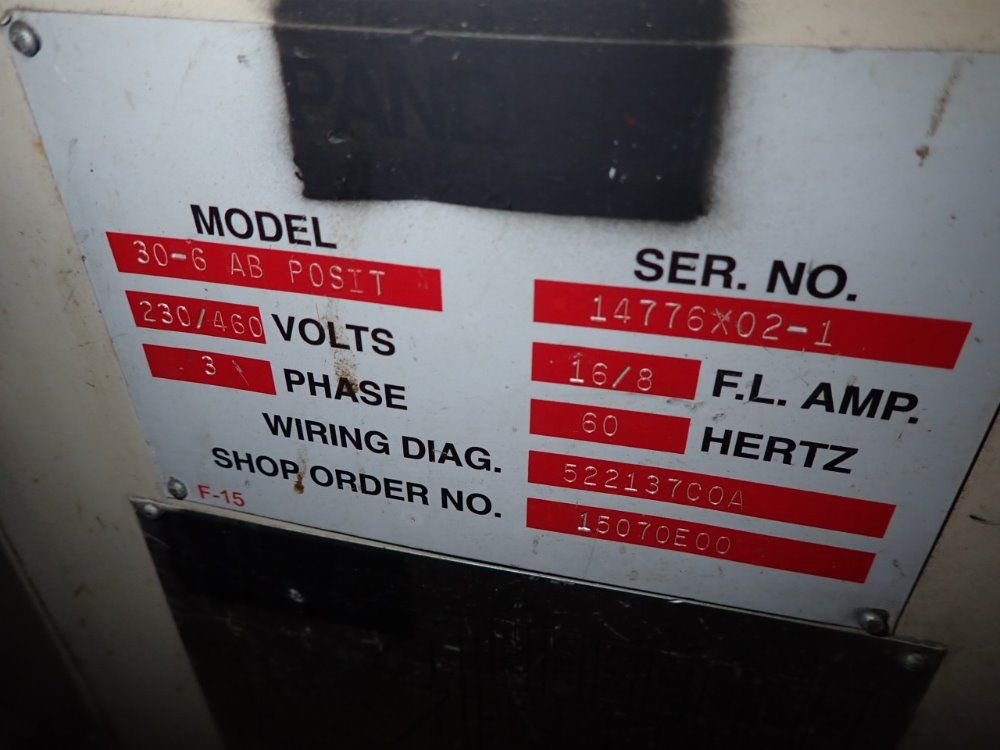 MODEL
30-6 AB POSIT
SER. NO.
14776X02-1
230/460 VOLTS
16/8 F.L. AMP.
3 PHASE
60 HERTZ
WIRING DIAG. 522137C0A
SHOP ORDER NO. 15070E00
F-15